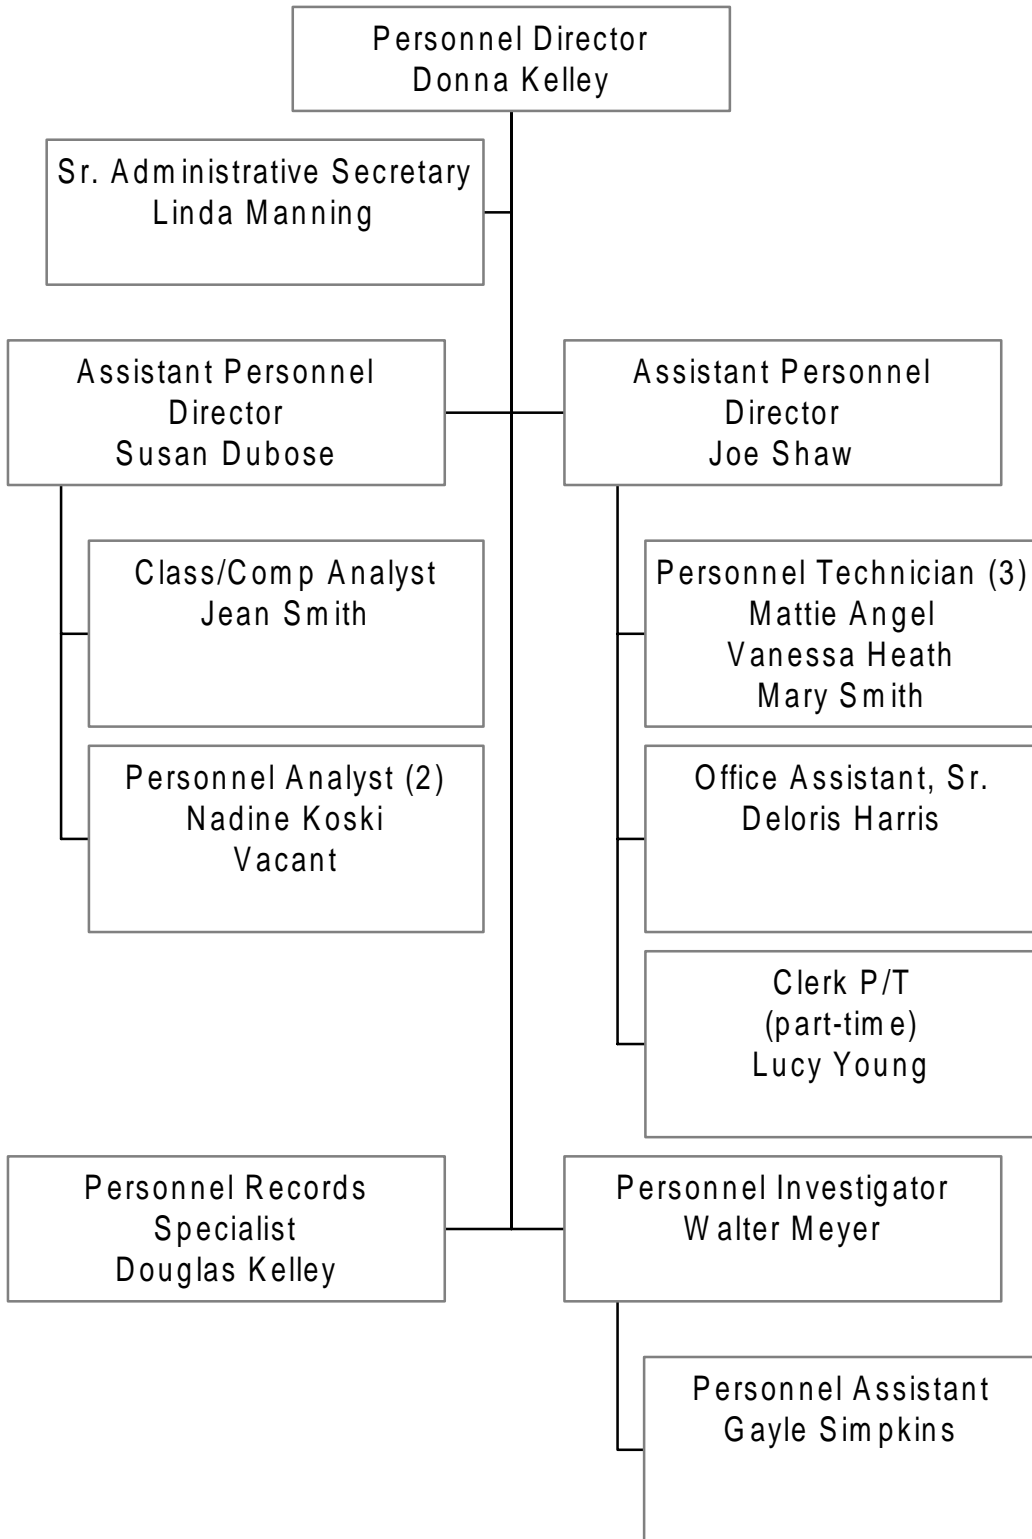 Personnel Director
Donna Kelley
Sr. Administrative Secretary
Linda Manning
Assistant Personnel
Director
Susan Dubose
Assistant Personnel
Director
Joe Shaw
Class/Comp Analyst
Jean Smith
Personnel Analyst (2)
Nadine Koski
Vacant
Personnel Technician (3)
Mattie Angel
Vanessa Heath
Mary Smith
Office Assistant, Sr.
Deloris Harris
Clerk P/T
(part-time)
Lucy Young
Personnel Records
Specialist
Douglas Kelley
Personnel Investigator
Walter Meyer
Personnel Assistant
Gayle Simpkins